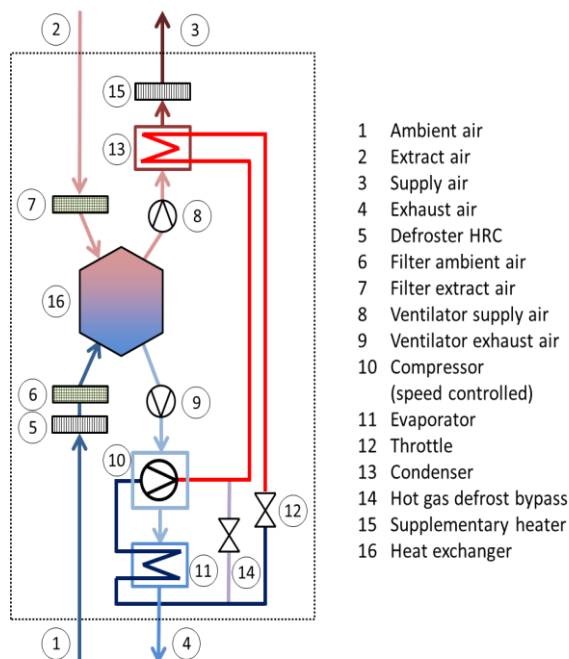 2
3
15
13
7
8
16
6
9
5
10
12
11
14
1
4
1 Ambient air
2 Extract air
3 Supply air
4 Exhaust air
5 Defroster HRC
6 Filter ambient air
7 Filter extract air
8 Ventilator supply air
9 Ventilator exhaust air
10 Compressor
(speed controlled)
11 Evaporator
12 Throttle
13 Condenser
14 Hot gas defrost bypass
15 Supplementary heater
16 Heat exchanger